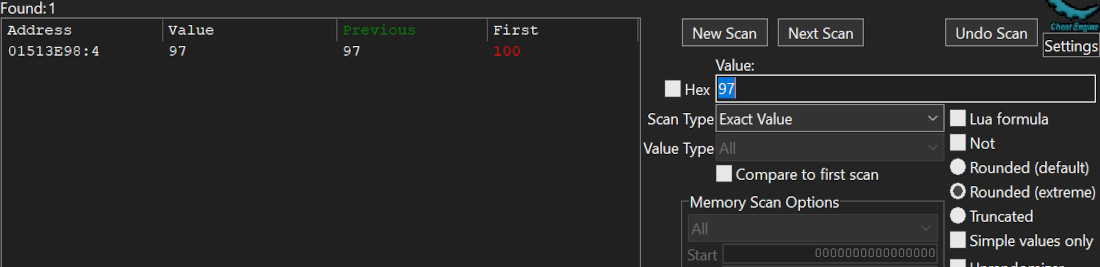 Found:1
Address Value Previous First
01513E98:4 97 97 100
Cheat Engine
New Scan Next Scan Undo Scan
Settings
Value:
Hex 97
Scan Type Exact Value Lua formula
Not
Value Type All
Rounded (default)
Compare to first scan
Rounded (extreme)
Memory Scan Options
Truncated
All
Simple values only
Start 0000000000000000